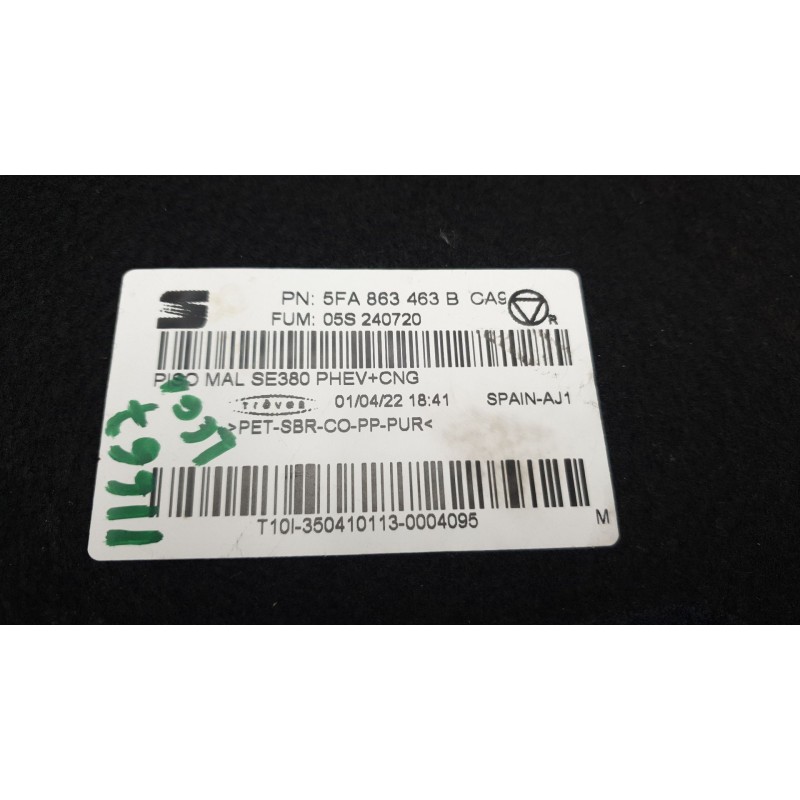 PN: 5FA 863 463 B CA9
R
FUM: 05S 240720
PISO MAL SE380 PHEV+CNG
trèves 01/04/22 18:41 SPAIN-AJ1
>PET-SBR-CO-PP-PUR<
T10I-350410113-0004095
M
Leon